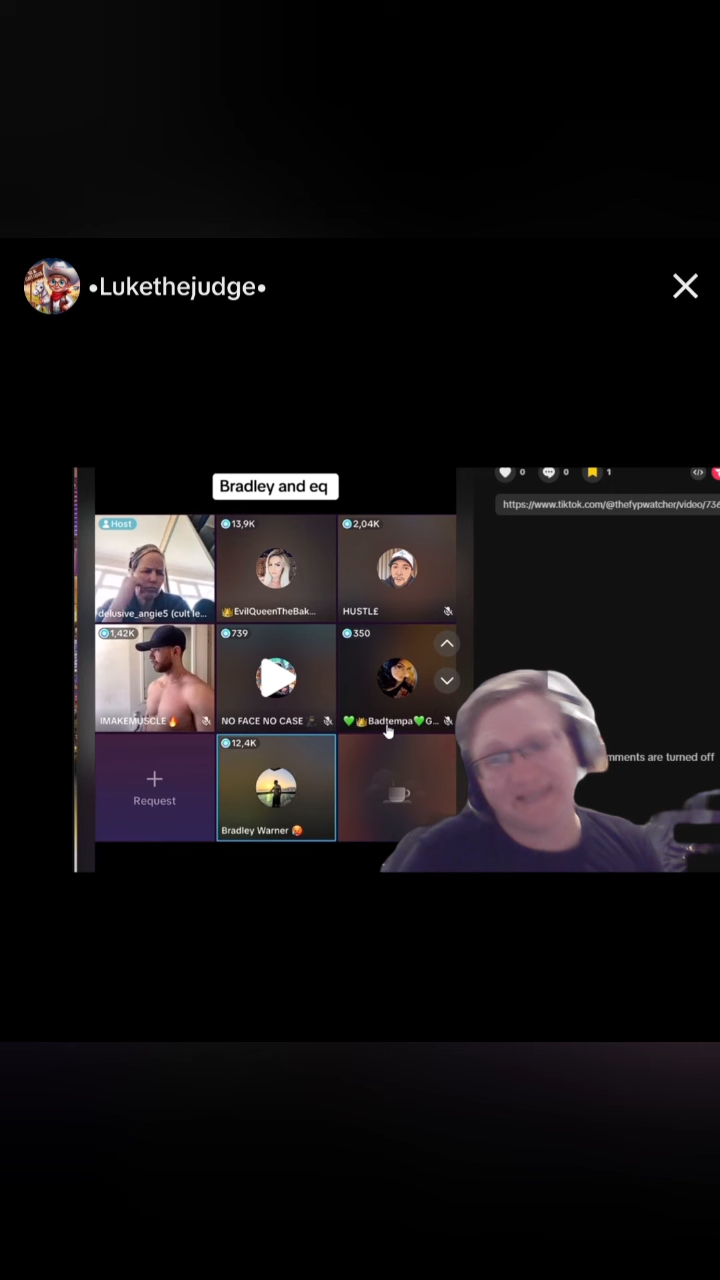 •Lukethejudge•
Bradley and eq
0 0 1
https://www.tiktok.com/@thefypwatcher/video/736
Host
13,9K
2,04K
delusive_angie5 (cult le...
👑EvilQueenTheBak...
HUSTLE
1,42K
739
350
IMAKEMUSCLE🔥
NO FACE NO CASE
💚👑Badtempa💚G...
mments are turned off
12,4K
+
Request
Bradley Warner 🥵